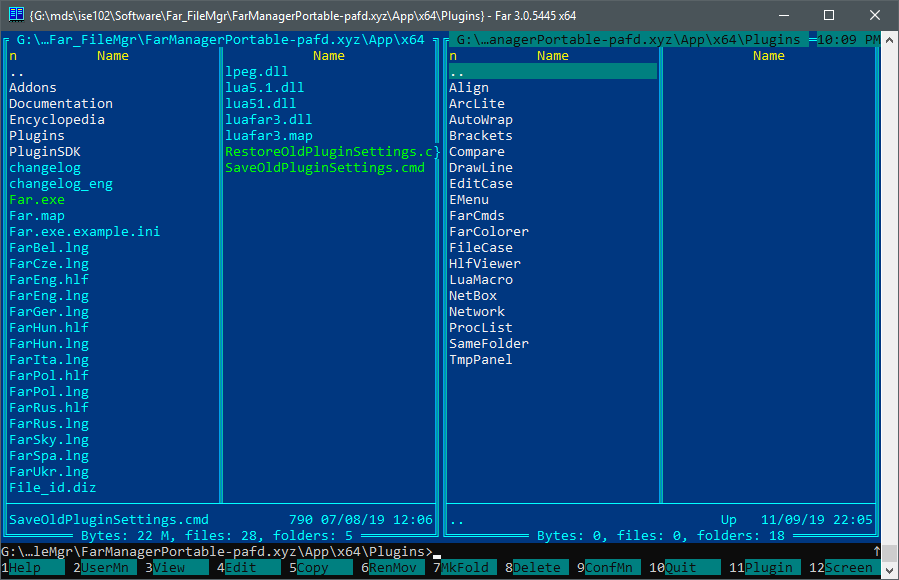 {G:\mds\ise102\Software\Far_FileMgr\FarManagerPortable-pafd.xyz\App\x64\Plugins} - Far 3.0.5445 x64
G:\…Far_FileMgr\FarManagerPortable-pafd.xyz\App\x64
n Name Name
..
Addons
Documentation
Encyclopedia
Plugins
PluginSDK
changelog
changelog_eng
Far.exe
Far.map
Far.exe.example.ini
FarBel.lng
FarCze.lng
FarEng.hlf
FarEng.lng
FarGer.lng
FarHun.hlf
FarHun.lng
FarIta.lng
FarPol.hlf
FarPol.lng
FarRus.hlf
FarRus.lng
FarSky.lng
FarSpa.lng
FarUkr.lng
File_id.diz
lpeg.dll
lua5.1.dll
lua51.dll
luafar3.dll
luafar3.map
RestoreOldPluginSettings.c}
SaveOldPluginSettings.cmd
SaveOldPluginSettings.cmd 790 07/08/19 12:06
Bytes: 22 M, files: 28, folders: 5
G:\…anagerPortable-pafd.xyz\App\x64\Plugins 10:09 PM
n Name Name
..
Align
ArcLite
AutoWrap
Brackets
Compare
DrawLine
EditCase
EMenu
FarCmds
FarColorer
FileCase
HlfViewer
LuaMacro
NetBox
Network
ProcList
SameFolder
TmpPanel
.. Up 11/09/19 22:05
Bytes: 0, files: 0, folders: 18
G:\…leMgr\FarManagerPortable-pafd.xyz\App\x64\Plugins>
1Help 2UserMn 3View 4Edit 5Copy 6RenMov 7MkFold 8Delete 9ConfMn 10Quit 11Plugin 12Screen